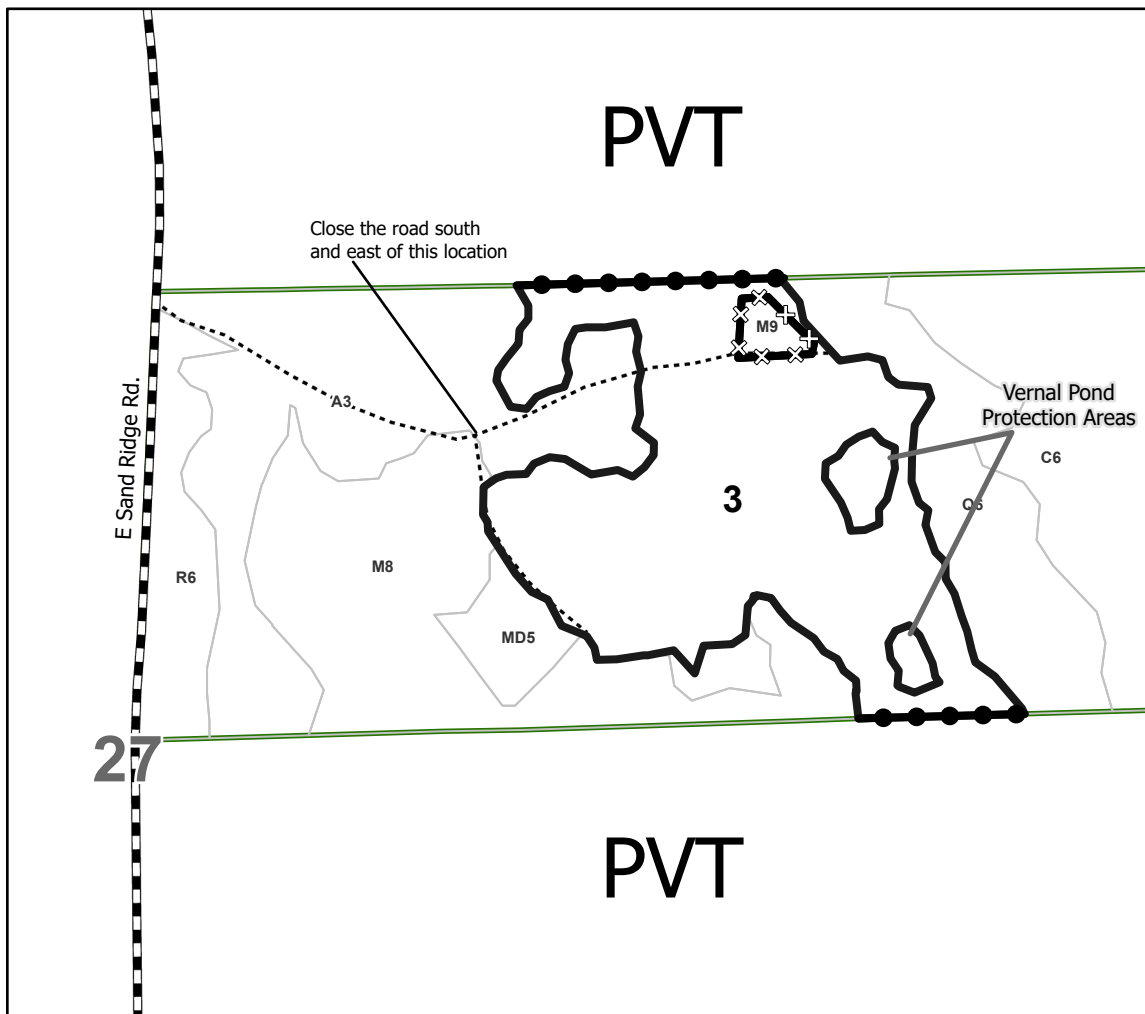 PVT
Close the road south
and east of this location
M9
A3
Vernal Pond
Protection Areas
C6
E Sand Ridge Rd.
3
Q6
M8
R6
MD5
27
PVT